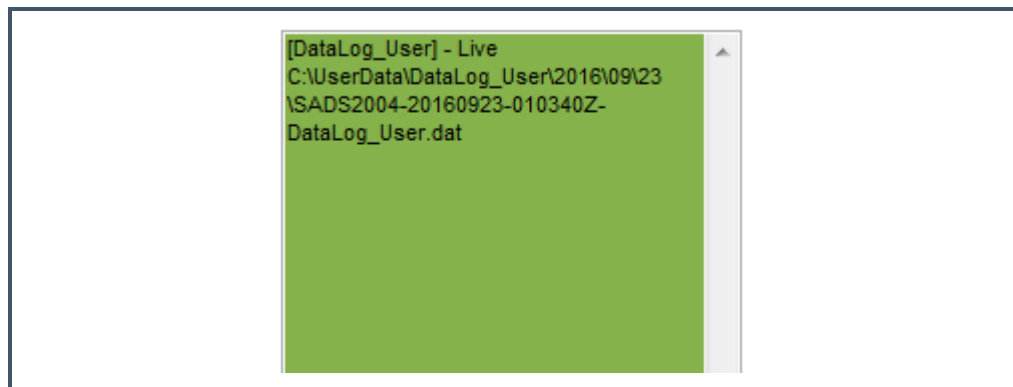 [DataLog_User] - Live
C:\UserData\DataLog_User\2016\09\23
\SADS2004-20160923-010340Z-
DataLog_User.dat